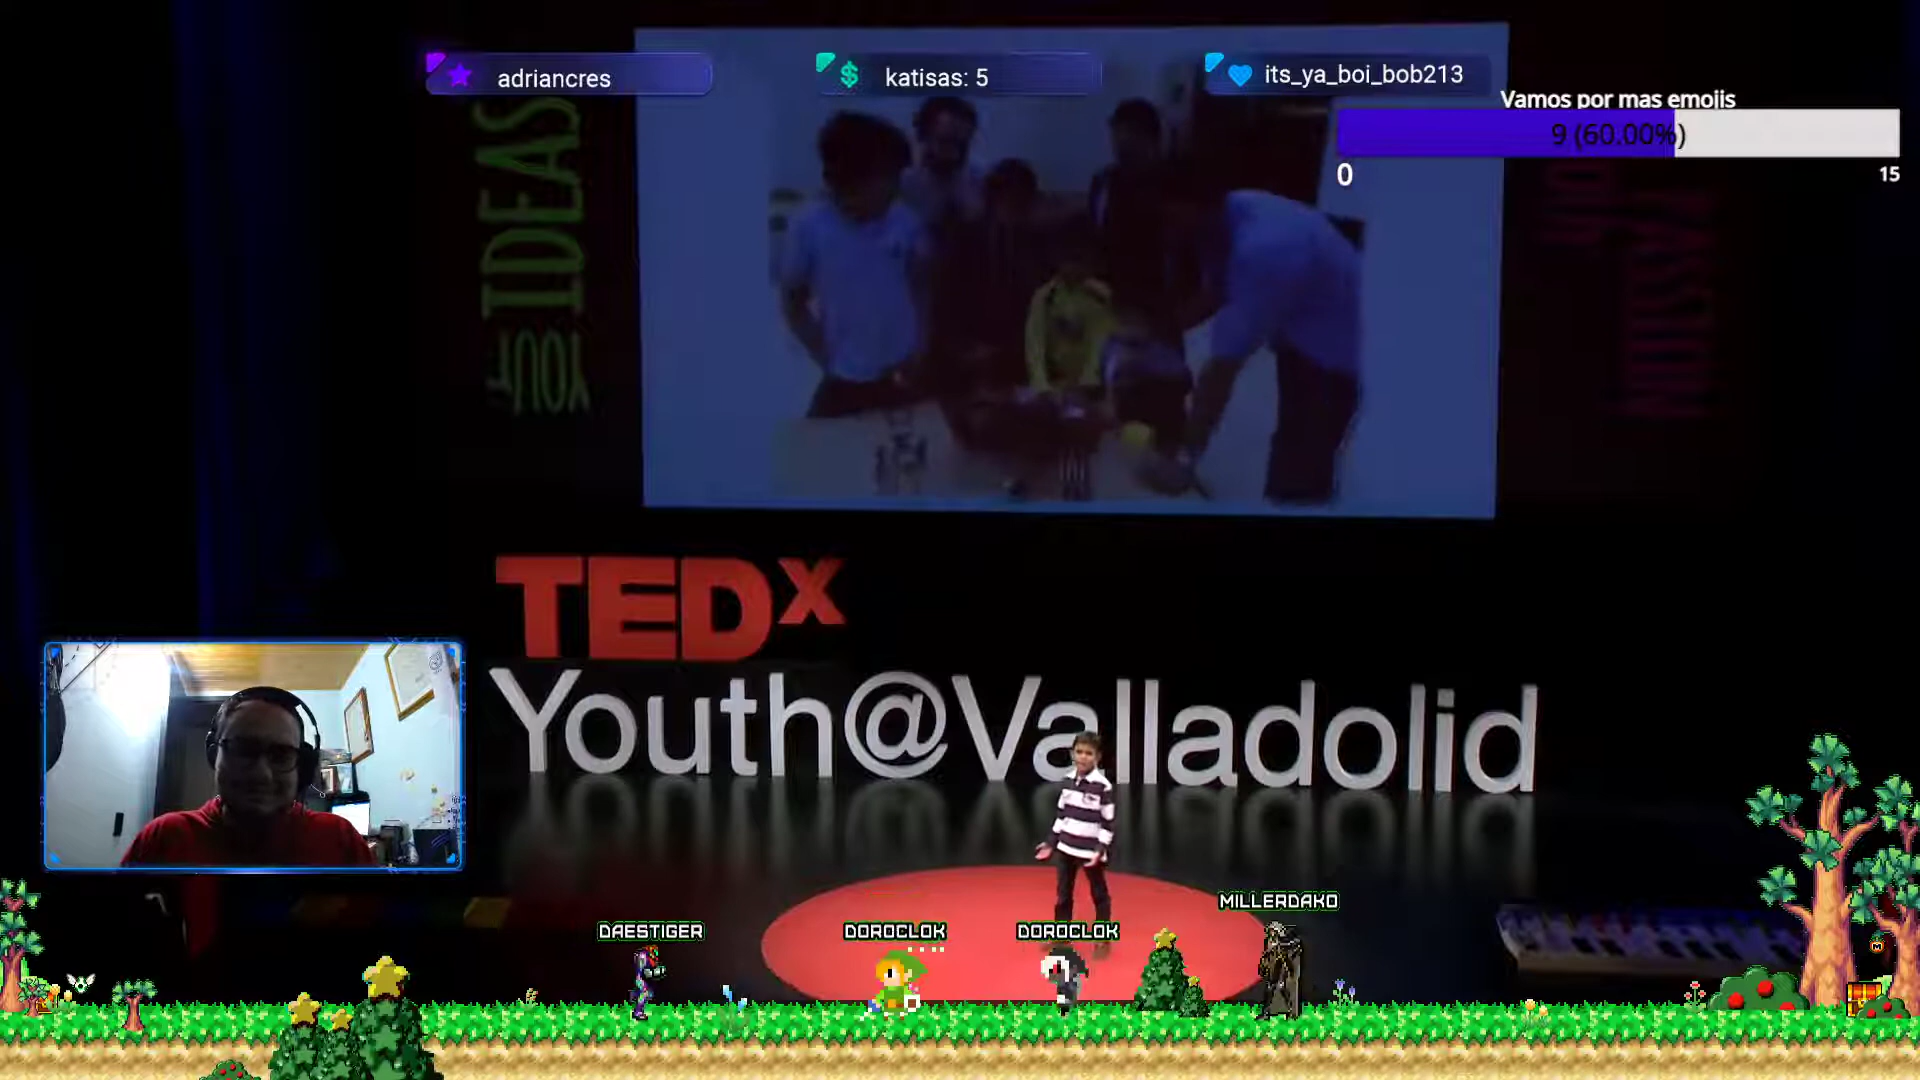 adriancres
katisas: 5
its_ya_boi_bob213
Vamos por mas emojis
9 (60.00%)
0
15
IDEAS
YOUTH
TEDx
Youth@Valladolid
MILLERDAKO
DAESTIGER
DOROCLOK
DOROCLOK